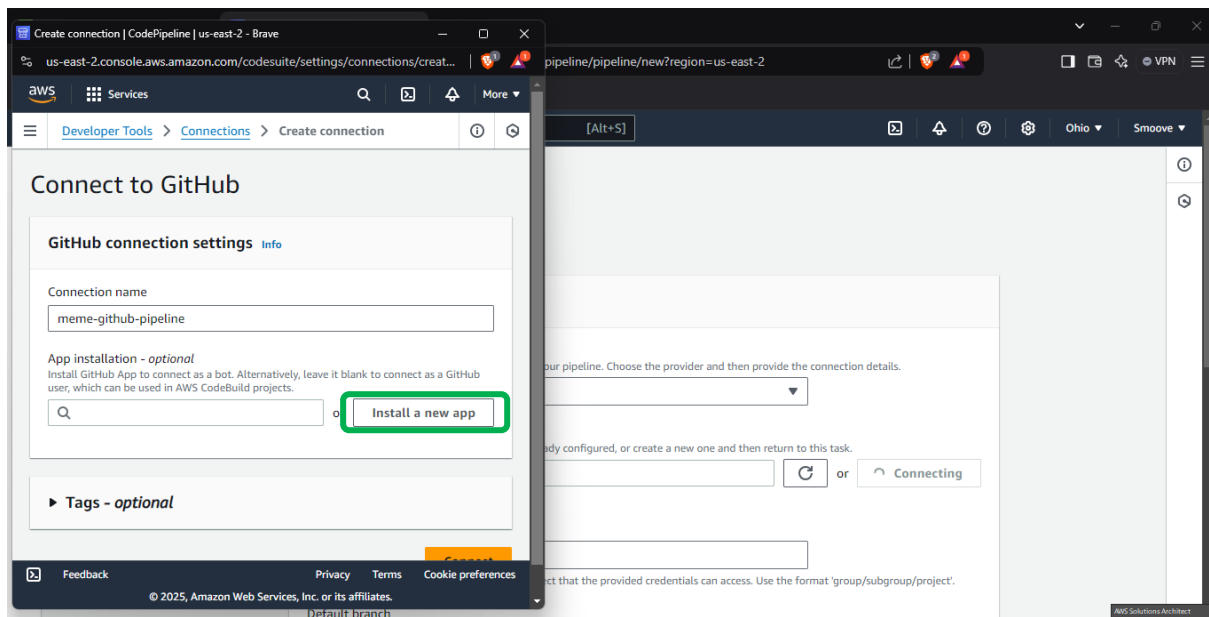 Create connection | CodePipeline | us-east-2 - Brave
us-east-2.console.aws.amazon.com/codesuite/settings/connections/creat...
1
1
pipeline/pipeline/new?region=us-east-2
2
1
VPN
aws
Services
More
Developer Tools > Connections > Create connection
[Alt+S]
Ohio
Smoove
Connect to GitHub
GitHub connection settings Info
Connection name
meme-github-pipeline
App installation - optional
Install GitHub App to connect as a bot. Alternatively, leave it blank to connect as a GitHub
user, which can be used in AWS CodeBuild projects.
Install a new app
our pipeline. Choose the provider and then provide the connection details.
ady configured, or create a new one and then return to this task.
or
Connecting
Tags - optional
Connect
ct that the provided credentials can access. Use the format 'group/subgroup/project'.
Feedback
Privacy
Terms
Cookie preferences
© 2025, Amazon Web Services, Inc. or its affiliates.
Default branch
AWS Solutions Architect